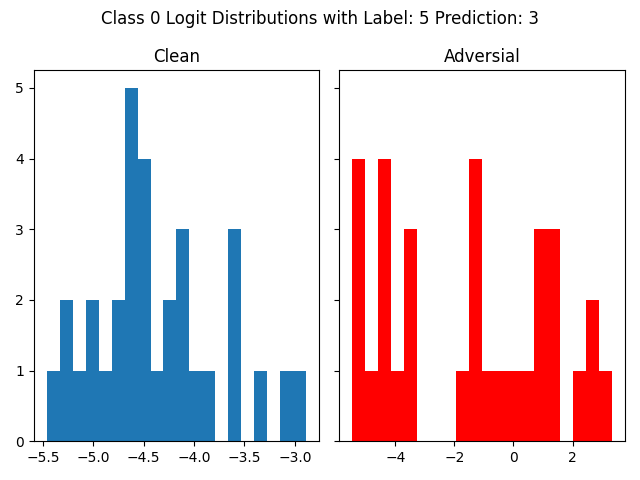 Class 0 Logit Distributions with Label: 5 Prediction: 3
Clean
Adversial
5
4
3
2
1
0
−5.5 −5.0 −4.5 −4.0 −3.5 −3.0
−4 −2 0 2